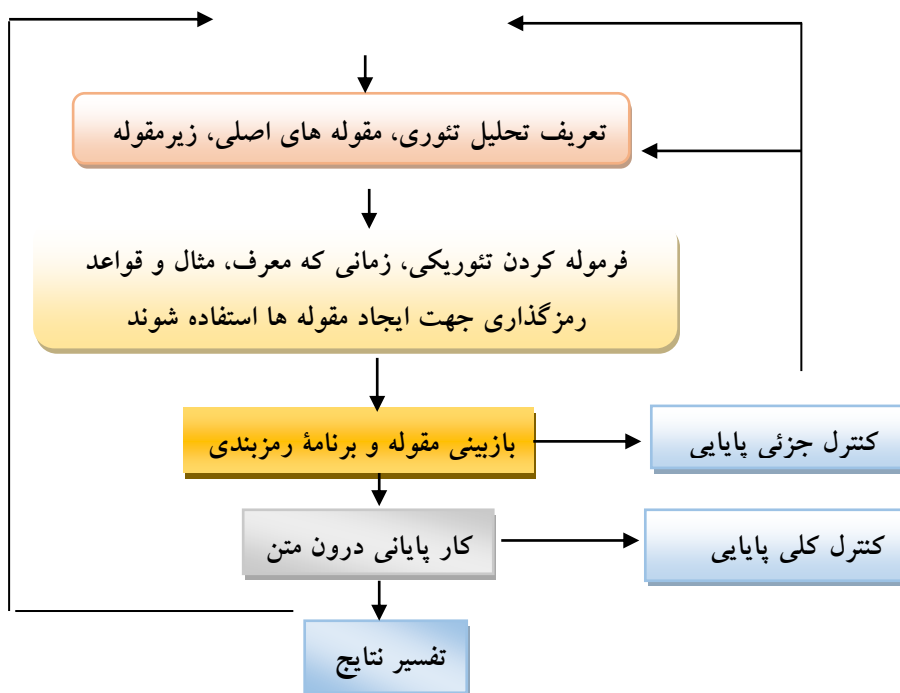 تعریف تحلیل تئوری، مقوله های اصلی، زیرمقوله
فرموله کردن تئوریکی، زمانی که معرف، مثال و قواعد
رمزگذاری جهت ایجاد مقوله ها استفاده شوند
بازبینی مقوله و برنامۀ رمزبندی
کنترل جزئی پایایی
کار پایانی درون متن
کنترل کلی پایایی
تفسیر نتایج